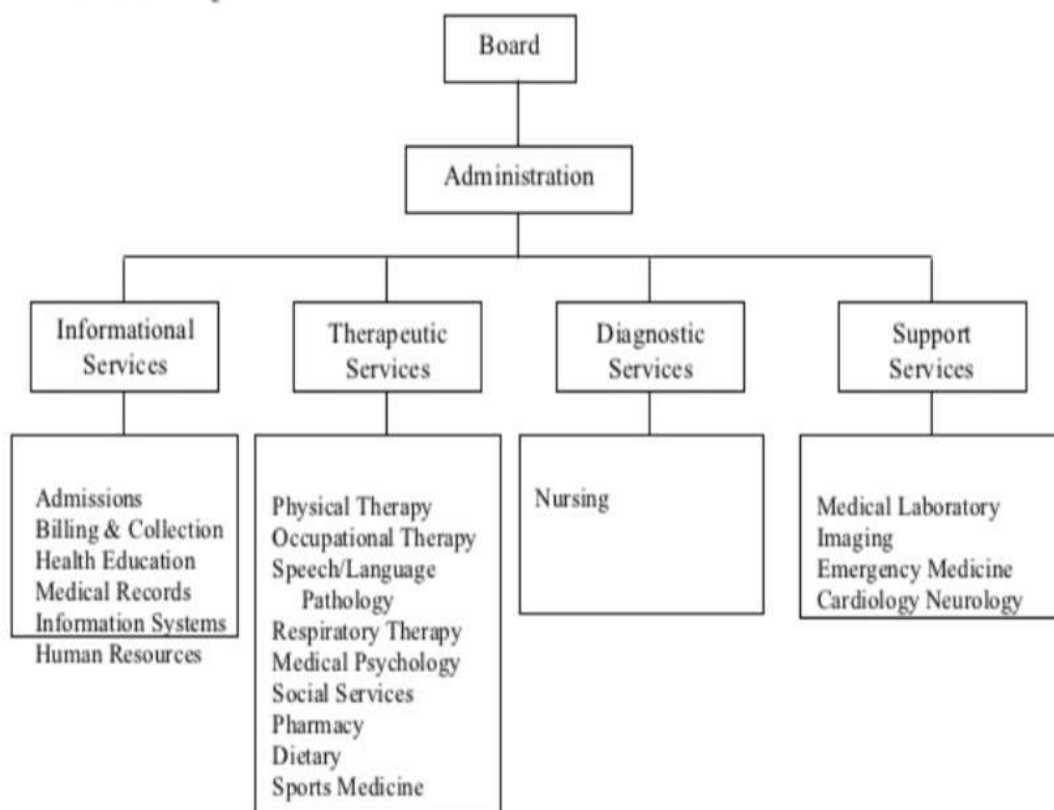 Board
Administration
Informational
Services
Therapeutic
Services
Diagnostic
Services
Support
Services
Admissions
Billing & Collection
Health Education
Medical Records
Information Systems
Human Resources
Physical Therapy
Occupational Therapy
Speech/Language
Pathology
Respiratory Therapy
Medical Psychology
Social Services
Pharmacy
Dietary
Sports Medicine
Nursing
Medical Laboratory
Imaging
Emergency Medicine
Cardiology Neurology